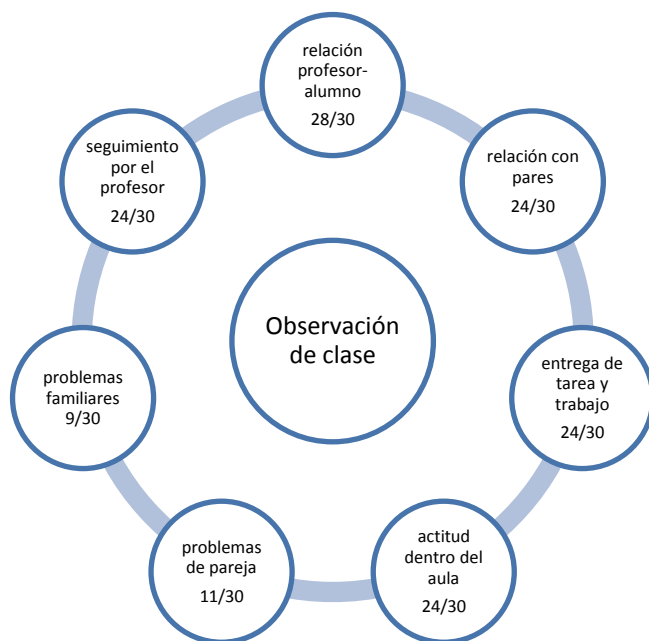 relación
profesor-
alumno
28/30
relación con
pares
24/30
entrega de
tarea y
trabajo
24/30
actitud
dentro del
aula
24/30
problemas
de pareja
11/30
problemas
familiares
9/30
seguimiento
por el
profesor
24/30
Observación
de clase